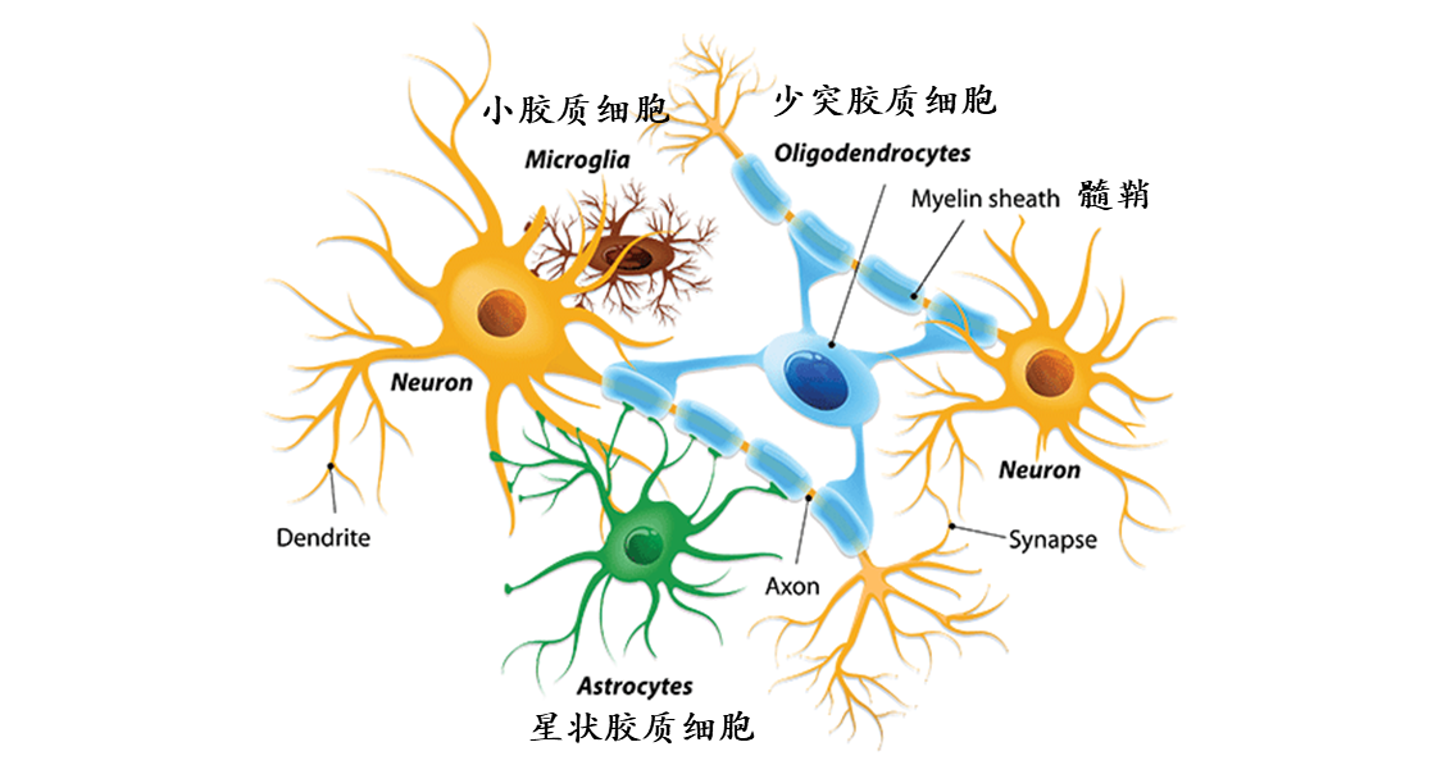 小胶质细胞
Microglia
少突胶质细胞
Oligodendrocytes
Myelin sheath 髓鞘
Neuron
Neuron
Dendrite
Synapse
Axon
Astrocytes
星状胶质细胞